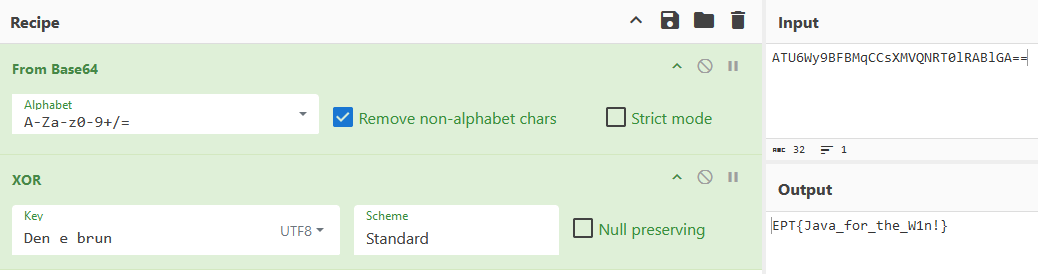 Recipe
Input
From Base64
Alphabet
A-Za-z0-9+/=
Remove non-alphabet chars
Strict mode
XOR
Key
Den e brun
UTF8
Scheme
Standard
Null preserving
ATU6Wy9BFBMqCCsXMVQNRT0lRABlGA==
ABC 32 1
Output
EPT{Java_for_the_W1n!}